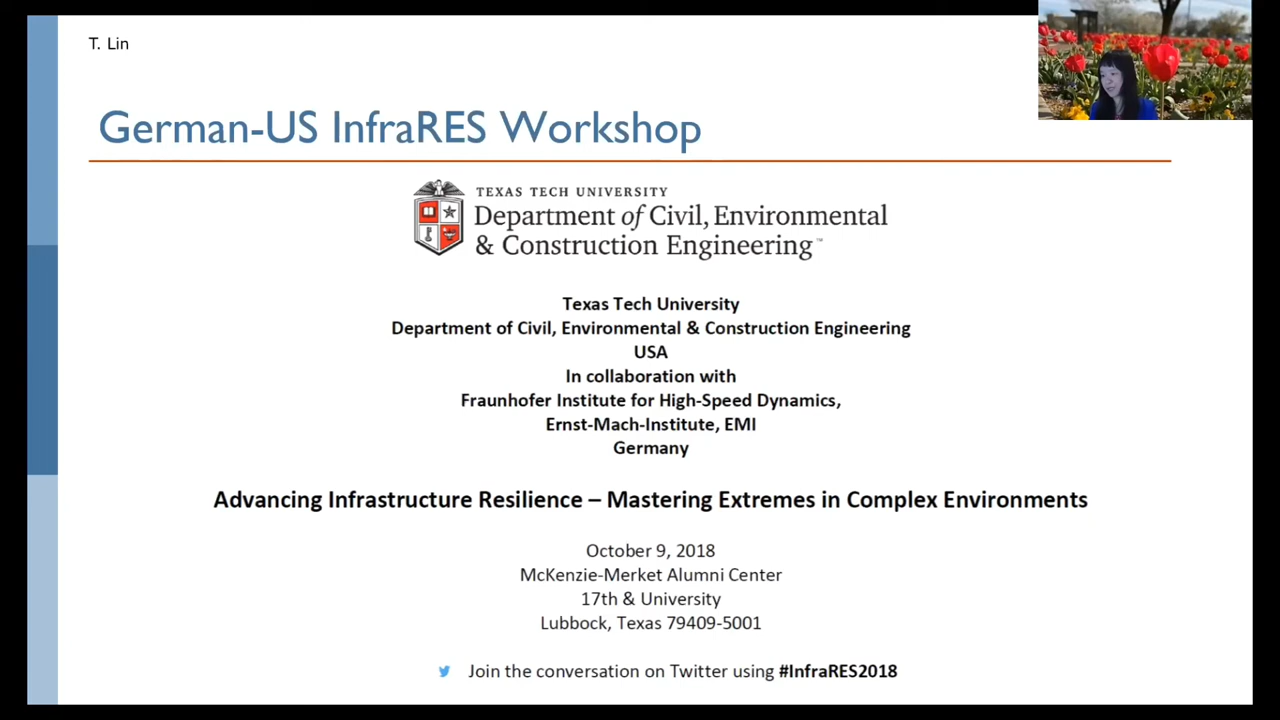 T. Lin
German-US InfraRES Workshop
TEXAS TECH UNIVERSITY
Department of Civil, Environmental
& Construction Engineering™
Texas Tech University
Department of Civil, Environmental & Construction Engineering
USA
In collaboration with
Fraunhofer Institute for High-Speed Dynamics,
Ernst-Mach-Institute, EMI
Germany
Advancing Infrastructure Resilience – Mastering Extremes in Complex Environments
October 9, 2018
McKenzie-Merket Alumni Center
17th & University
Lubbock, Texas 79409-5001
Join the conversation on Twitter using #InfraRES2018